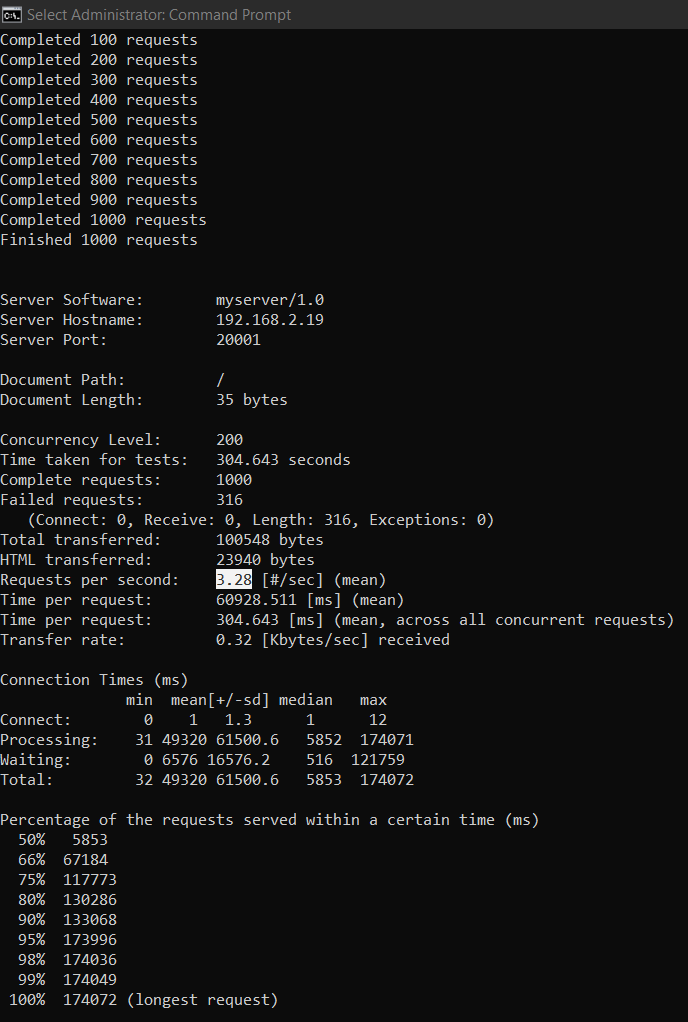 Select Administrator: Command Prompt
Completed 100 requests
Completed 200 requests
Completed 300 requests
Completed 400 requests
Completed 500 requests
Completed 600 requests
Completed 700 requests
Completed 800 requests
Completed 900 requests
Completed 1000 requests
Finished 1000 requests
Server Software: myserver/1.0
Server Hostname: 192.168.2.19
Server Port: 20001
Document Path: /
Document Length: 35 bytes
Concurrency Level: 200
Time taken for tests: 304.643 seconds
Complete requests: 1000
Failed requests: 316
(Connect: 0, Receive: 0, Length: 316, Exceptions: 0)
Total transferred: 100548 bytes
HTML transferred: 23940 bytes
Requests per second: 3.28 [#/sec] (mean)
Time per request: 60928.511 [ms] (mean)
Time per request: 304.643 [ms] (mean, across all concurrent requests)
Transfer rate: 0.32 [Kbytes/sec] received
Connection Times (ms)
min mean[+/-sd] median max
Connect: 0 1 1.3 1 12
Processing: 31 49320 61500.6 5852 174071
Waiting: 0 6576 16576.2 516 121759
Total: 32 49320 61500.6 5853 174072
Percentage of the requests served within a certain time (ms)
50% 5853
66% 67184
75% 117773
80% 130286
90% 133068
95% 173996
98% 174036
99% 174049
100% 174072 (longest request)